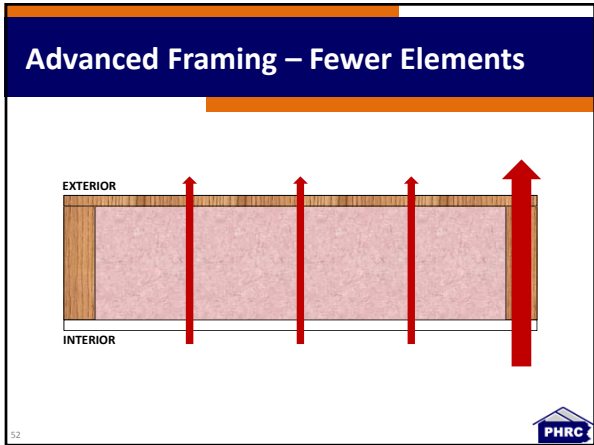 Advanced Framing – Fewer Elements
EXTERIOR
INTERIOR
52
PHRC